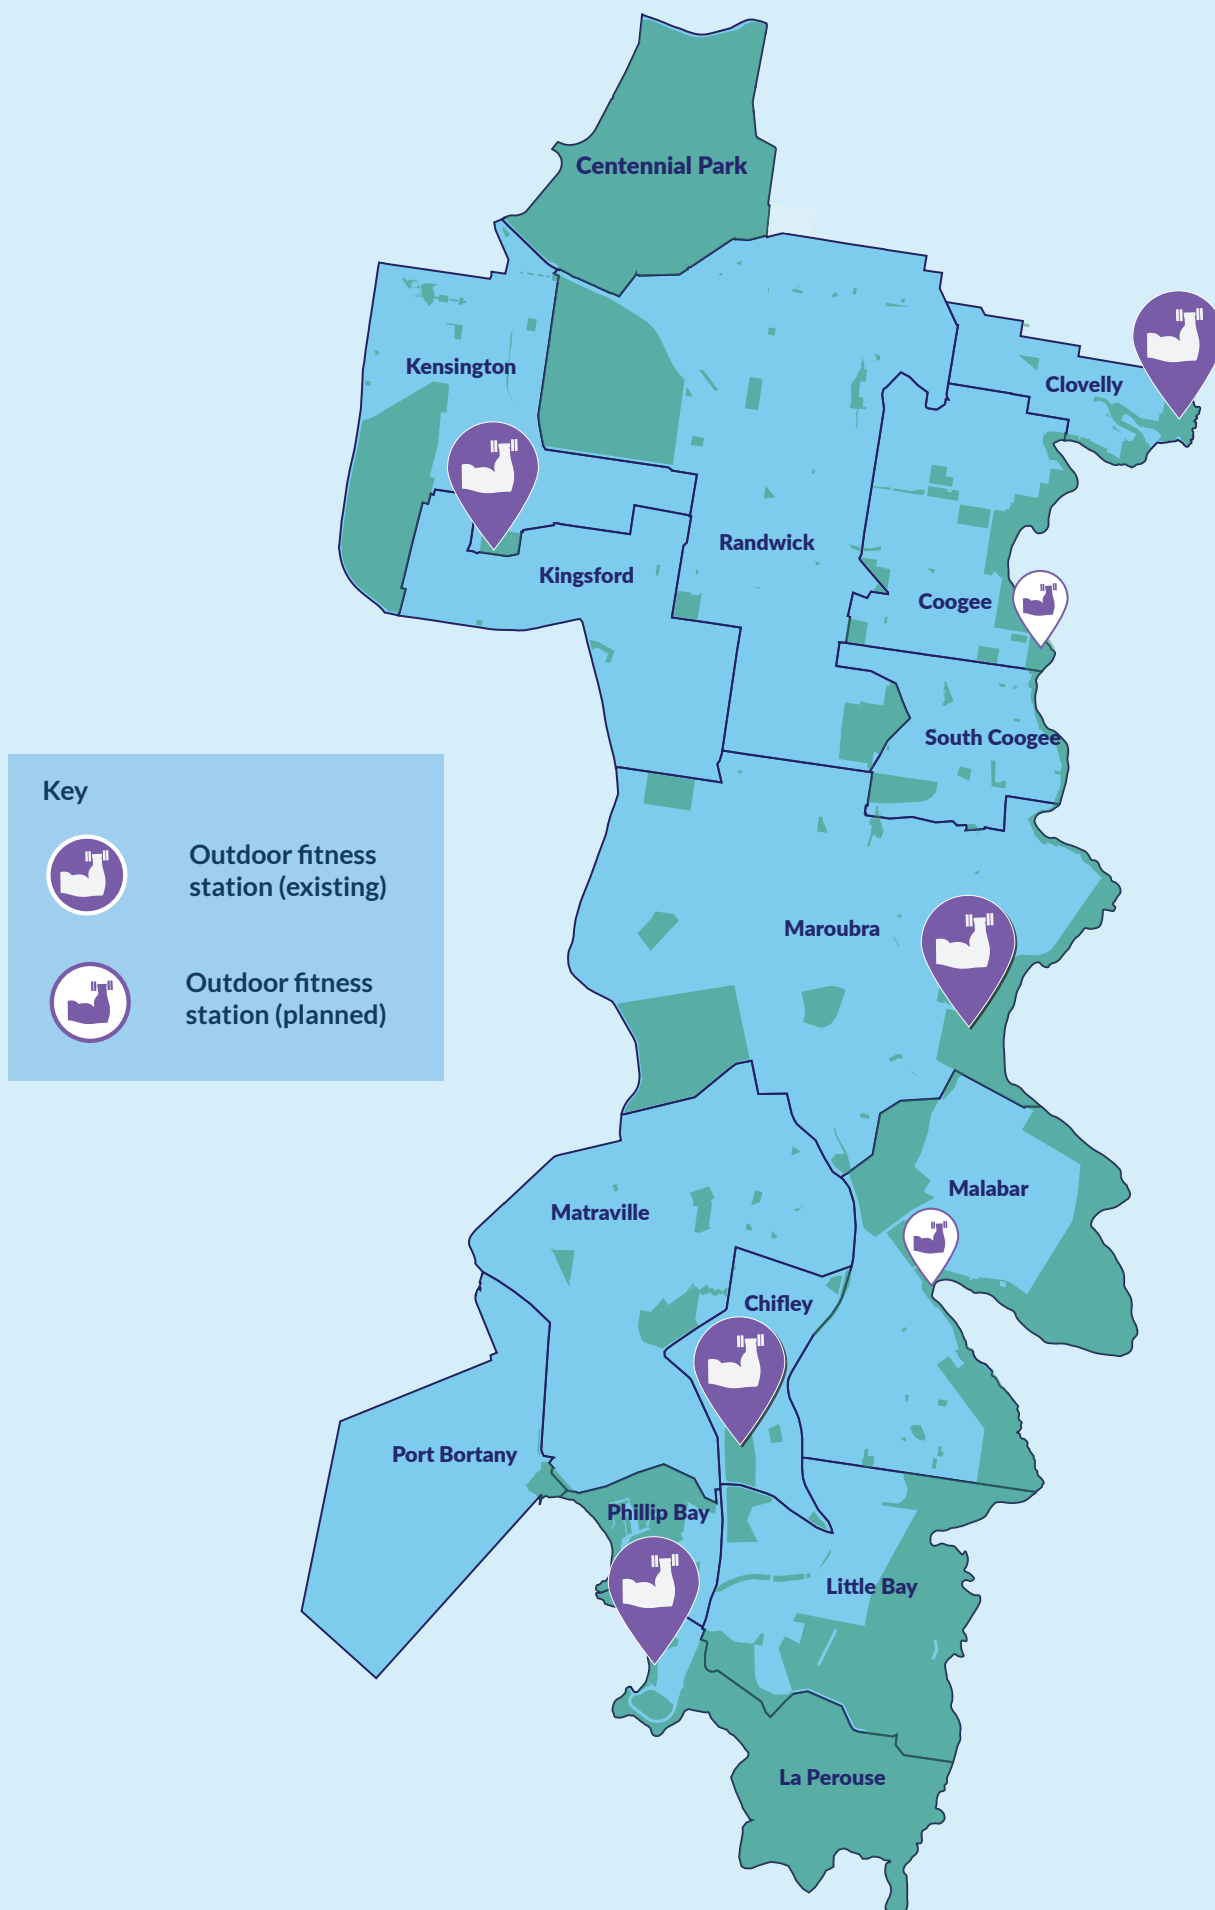 Centennial Park
Kensington
Clovelly
Randwick
Kingsford
Coogee
South Coogee
Key
Outdoor fitness
station (existing)
Outdoor fitness
station (planned)
Maroubra
Malabar
Matraville
Chifley
Port Bortany
Phillip Bay
Little Bay
La Perouse